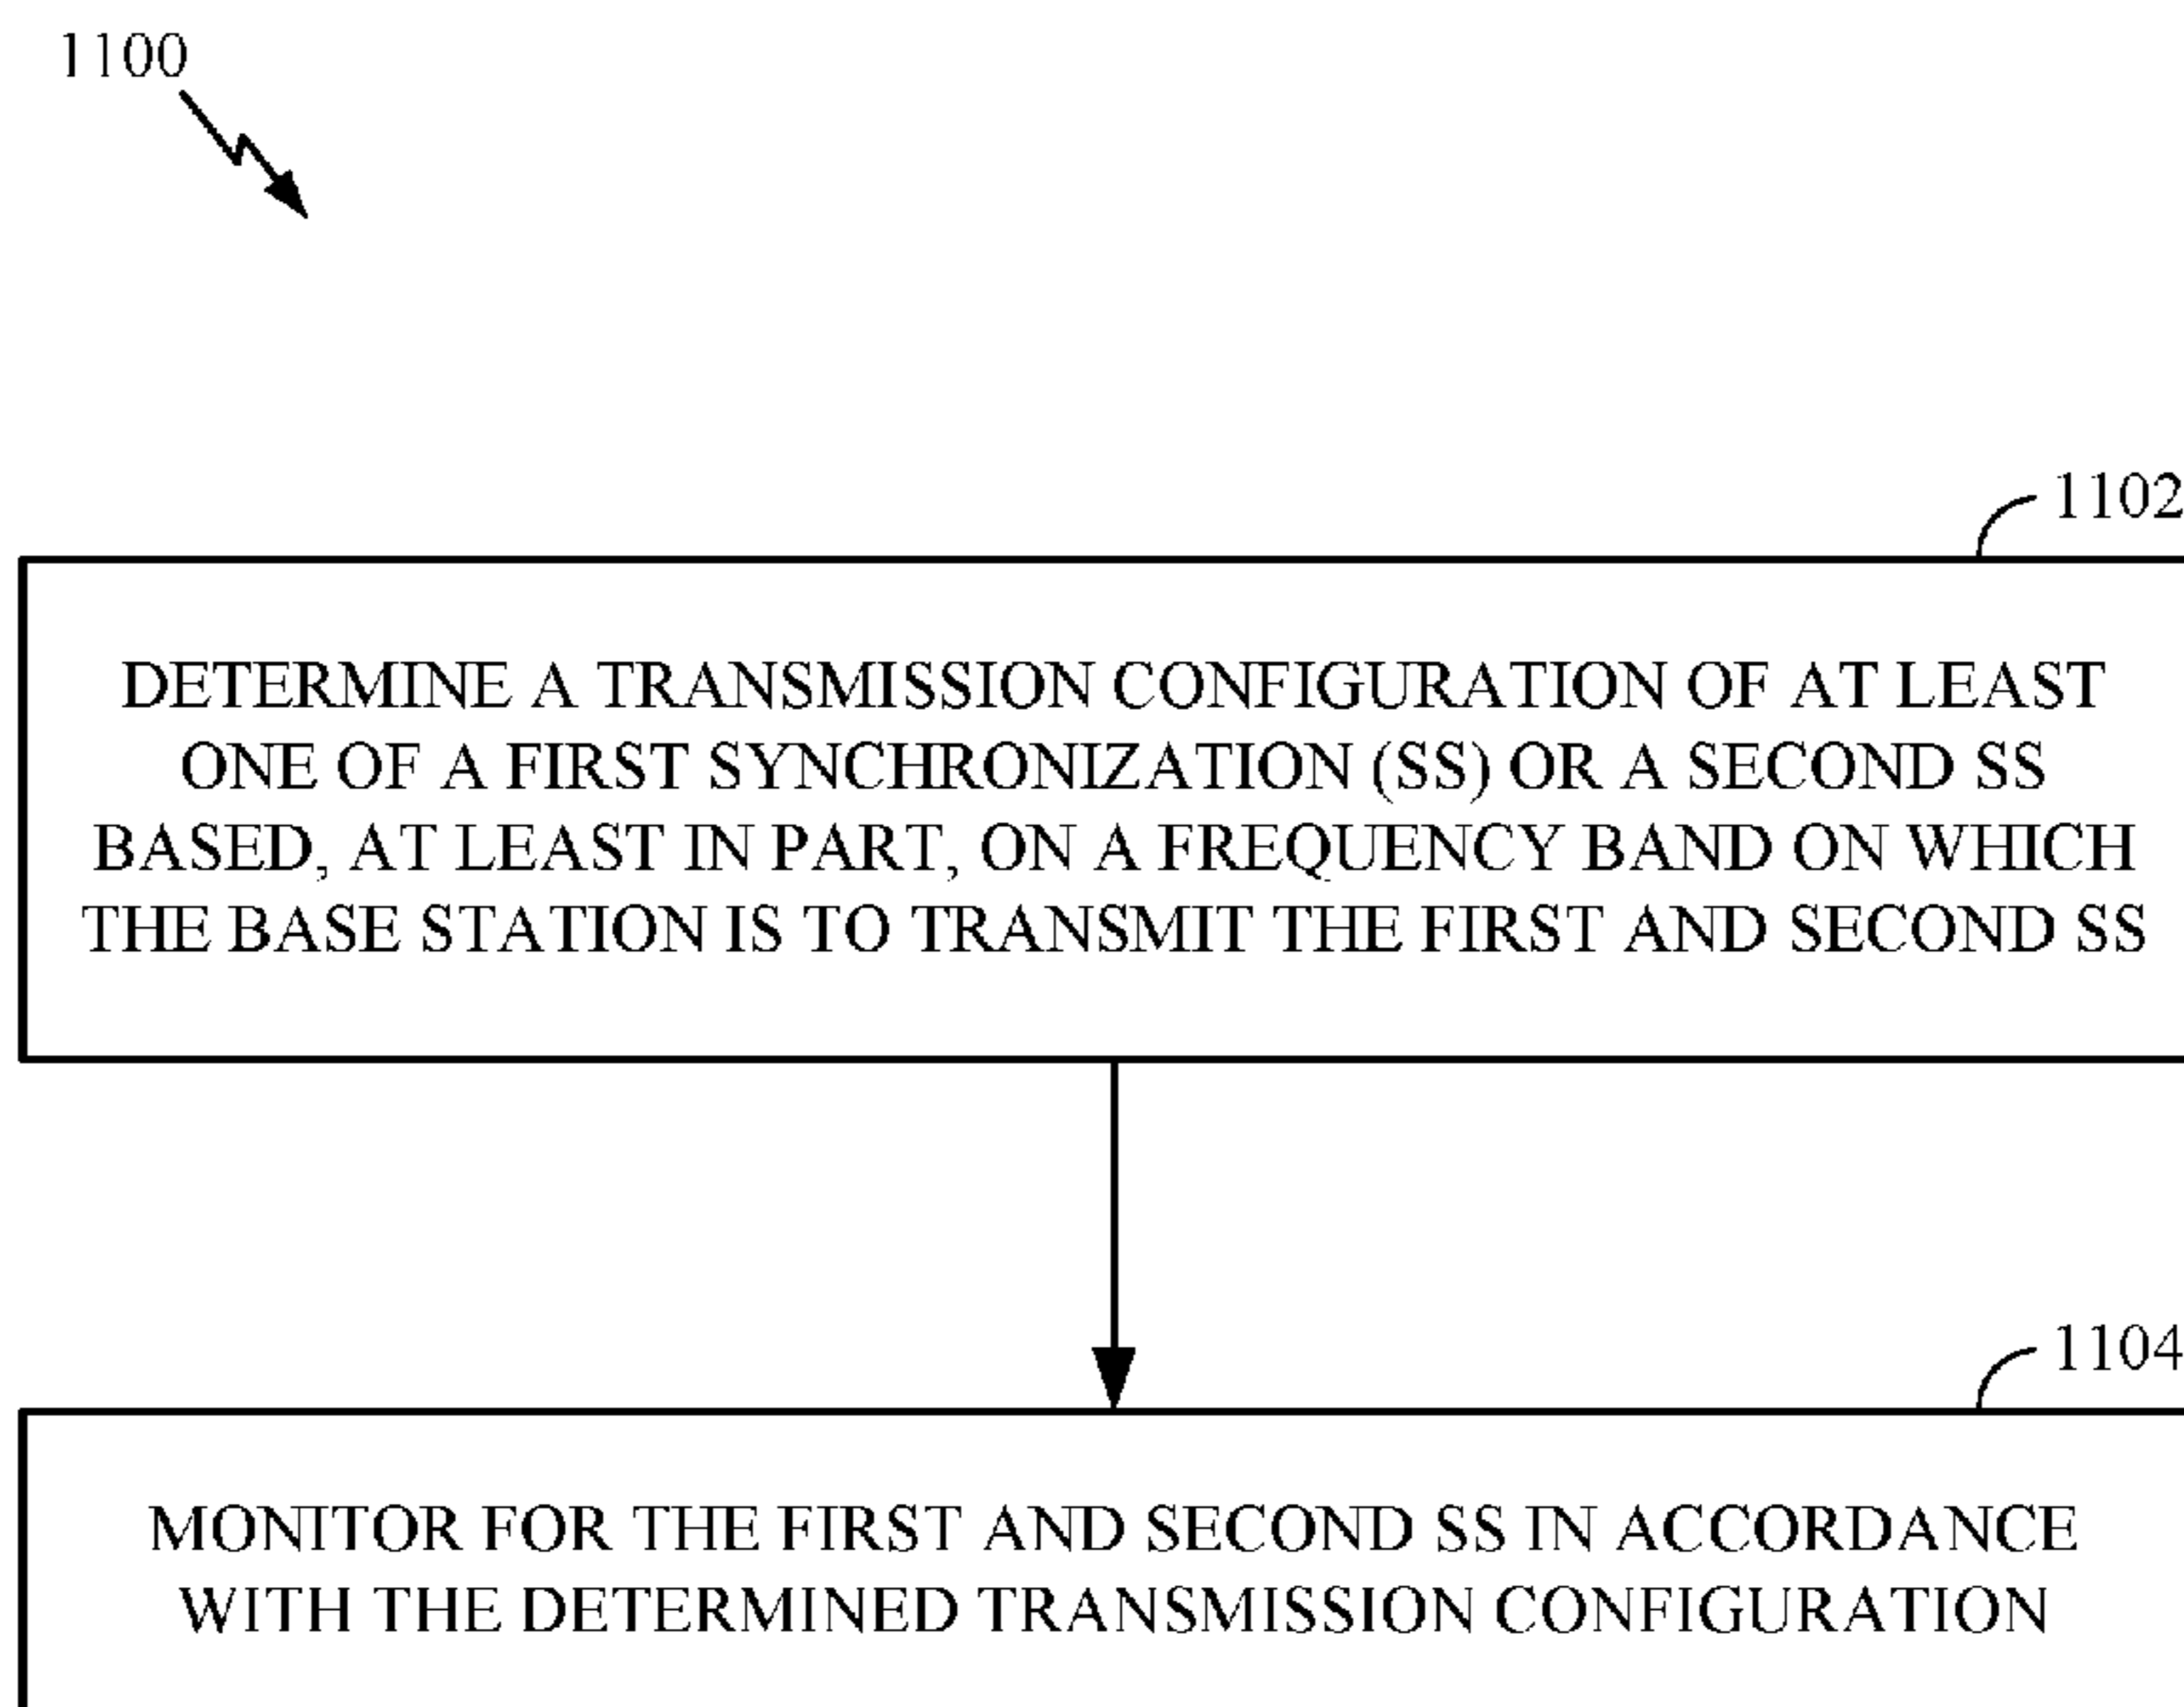 1100
1102
DETERMINE A TRANSMISSION CONFIGURATION OF AT LEAST
ONE OF A FIRST SYNCHRONIZATION (SS) OR A SECOND SS
BASED, AT LEAST IN PART, ON A FREQUENCY BAND ON WHICH
THE BASE STATION IS TO TRANSMIT THE FIRST AND SECOND SS
1104
MONITOR FOR THE FIRST AND SECOND SS IN ACCORDANCE
WITH THE DETERMINED TRANSMISSION CONFIGURATION